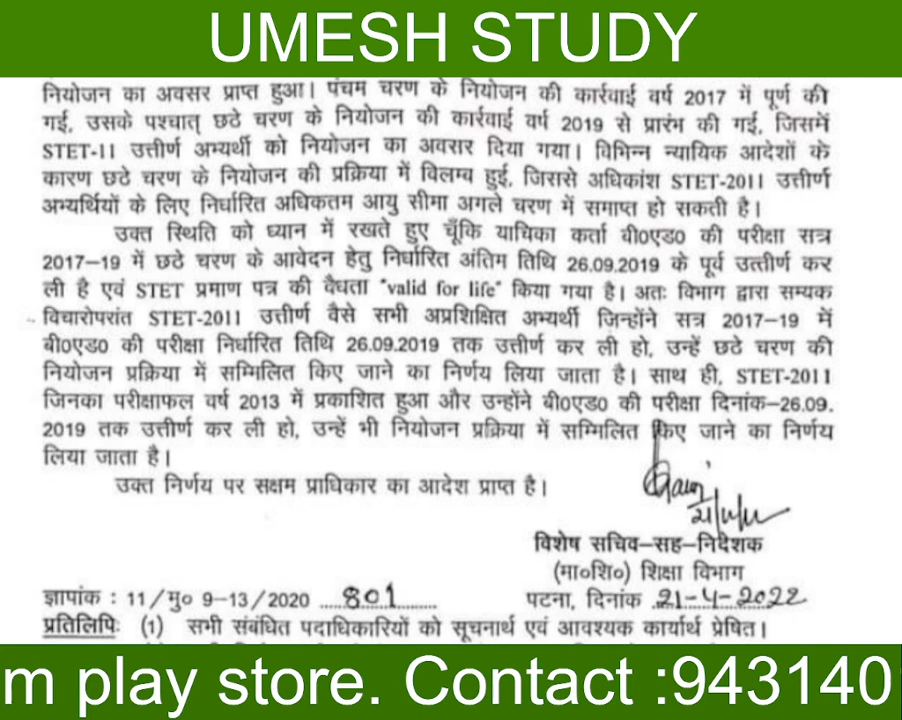 UMESH STUDY
नियोजन का अवसर प्राप्त हुआ। पंचम चरण के नियोजन की कार्रवाई वर्ष 2017 में पूर्ण की
गई, उसके पश्चात् छठे चरण के नियोजन की कार्रवाई वर्ष 2019 से प्रारंभ की गई, जिसमें
STET-11 उत्तीर्ण अभ्यर्थी को नियोजन का अवसर दिया गया। विभिन्न न्यायिक आदेशों के
कारण छठे चरण के नियोजन की प्रक्रिया में विलम्ब हुई, जिससे अधिकांश STET-2011 उत्तीर्ण
अभ्यर्थियों के लिए निर्धारित अधिकतम आयु सीमा अगले चरण में समाप्त हो सकती है।
उक्त स्थिति को ध्यान में रखते हुए चूँकि याचिका कर्ता बी०एड० की परीक्षा सत्र
2017–19 में छठे चरण के आवेदन हेतु निर्धारित अंतिम तिथि 26.09.2019 के पूर्व उत्तीर्ण कर
ली है एवं STET प्रमाण पत्र की वैधता "valid for life" किया गया है। अतः विभाग द्वारा सम्यक
विचारोपरांत STET-2011 उत्तीर्ण वैसे सभी अप्रशिक्षित अभ्यर्थी जिन्होंने सत्र 2017–19 में
बी०एड० की परीक्षा निर्धारित तिथि 26.09.2019 तक उत्तीर्ण कर ली हो, उन्हें छठे चरण की
नियोजन प्रक्रिया में सम्मिलित किए जाने का निर्णय लिया जाता है। साथ ही, STET-2011
जिनका परीक्षाफल वर्ष 2013 में प्रकाशित हुआ और उन्होंने बी०एड० की परीक्षा दिनांक–26.09.
2019 तक उत्तीर्ण कर ली हो, उन्हें भी नियोजन प्रक्रिया में सम्मिलित किए जाने का निर्णय
लिया जाता है।
उक्त निर्णय पर सक्षम प्राधिकार का आदेश प्राप्त है।
विशेष सचिव–सह–निदेशक
(मा०शि०) शिक्षा विभाग
ज्ञापांक : 11/मु० 9–13/2020 ....801.... पटना, दिनांक 21-4-2022
प्रतिलिपिः (1) सभी संबंधित पदाधिकारियों को सूचनार्थ एवं आवश्यक कार्यार्थ प्रेषित।
m play store. Contact :943140